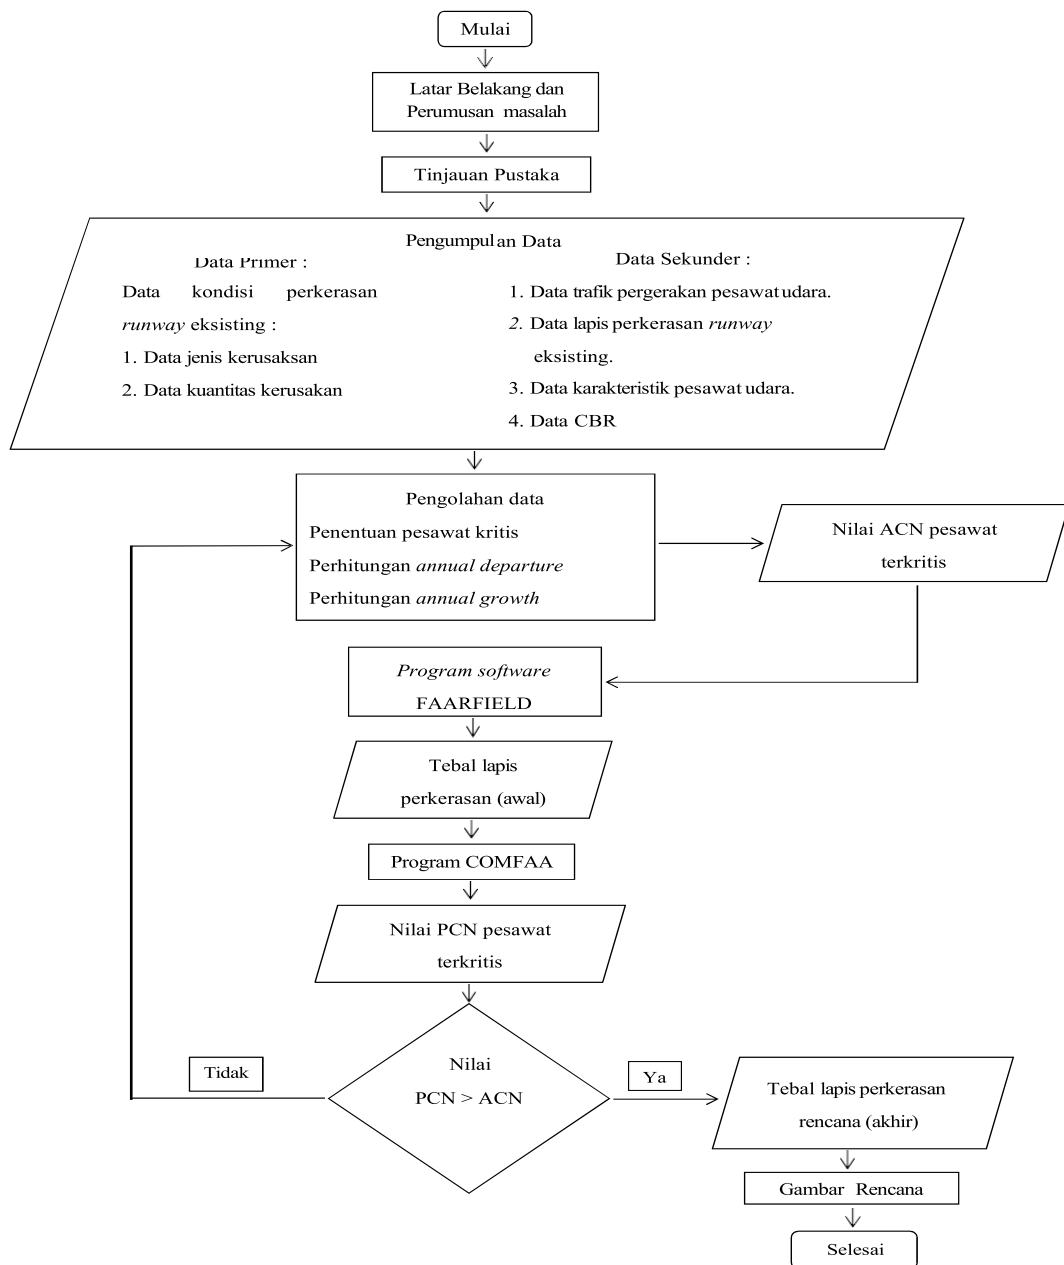 Mulai
Latar Belakang dan
Perumusan masalah
Tinjauan Pustaka
Pengumpulan Data
Data Primer :
Data kondisi perkerasan
runway eksisting :
1. Data jenis kerusaksan
2. Data kuantitas kerusakan
Data Sekunder :
1. Data trafik pergerakan pesawat udara.
2. Data lapis perkerasan runway
eksisting.
3. Data karakteristik pesawat udara.
4. Data CBR
Pengolahan data
Penentuan pesawat kritis
Perhitungan annual departure
Perhitungan annual growth
Nilai ACN pesawat
terkritis
Program software
FAARFIELD
Tebal lapis
perkerasan (awal)
Program COMFAA
Nilai PCN pesawat
terkritis
Nilai
PCN > ACN
Tidak
Ya
Tebal lapis perkerasan
rencana (akhir)
Gambar Rencana
Selesai